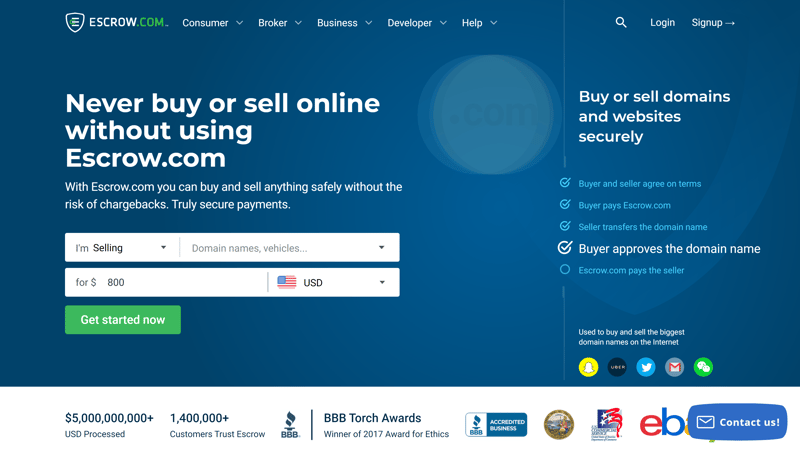 ESCROW.COM
Consumer
Broker
Business
Developer
Help
Login
Signup →
Never buy or sell online
without using
Escrow.com
With Escrow.com you can buy and sell anything safely without the
risk of chargebacks. Truly secure payments.
I'm Selling
Domain names, vehicles...
for $ 800
USD
Get started now
.com
Buy or sell domains
and websites
securely
Buyer and seller agree on terms
Buyer pays Escrow.com
Seller transfers the domain name
Buyer approves the domain name
Escrow.com pays the seller
Used to buy and sell the biggest
domain names on the Internet
UBER
$5,000,000,000+
USD Processed
1,400,000+
Customers Trust Escrow
BBB
BBB Torch Awards
Winner of 2017 Award for Ethics
BBB
ACCREDITED
BUSINESS
Contact us!